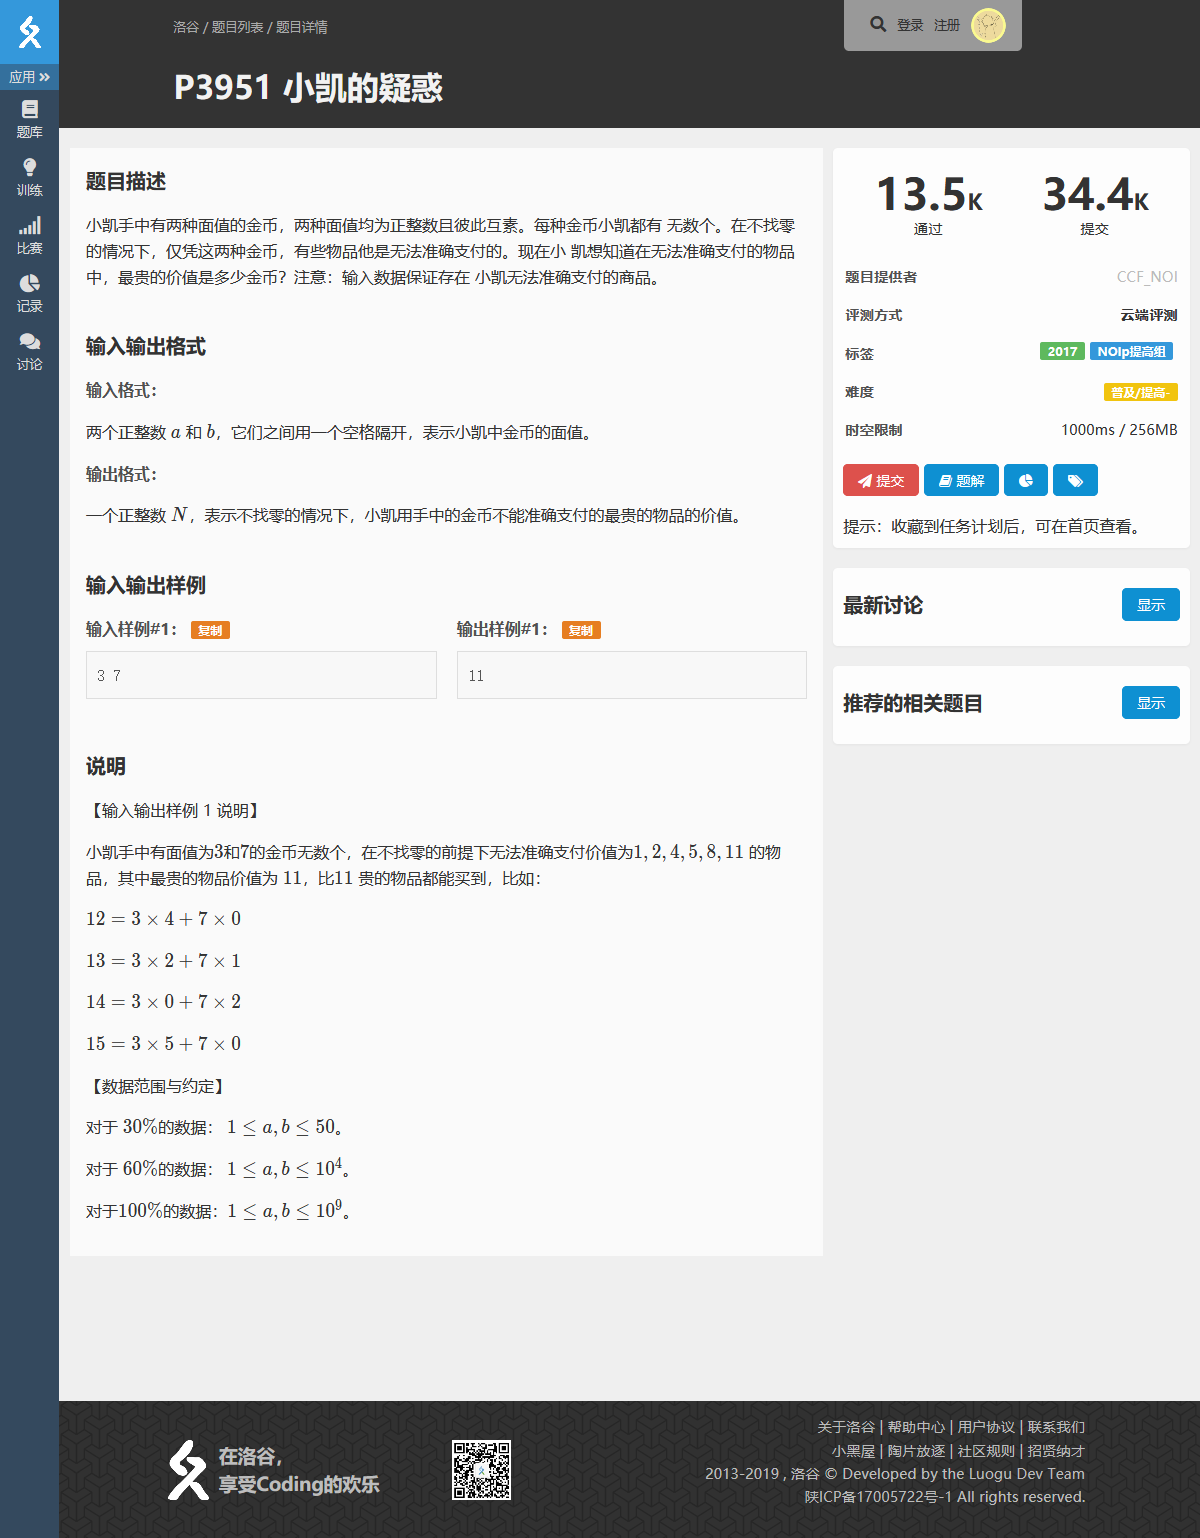 洛谷 / 题目列表 / 题目详情
登录 注册
P3951 小凯的疑惑
应用
题库
训练
比赛
记录
讨论
题目描述
小凯手中有两种面值的金币，两种面值均为正整数且彼此互素。每种金币小凯都有 无数个。在不找零
的情况下，仅凭这两种金币，有些物品他是无法准确支付的。现在小 凯想知道在无法准确支付的物品
中，最贵的价值是多少金币？注意：输入数据保证存在 小凯无法准确支付的商品。
输入输出格式
输入格式：
两个正整数 a 和 b，它们之间用一个空格隔开，表示小凯中金币的面值。
输出格式：
一个正整数 N，表示不找零的情况下，小凯用手中的金币不能准确支付的最贵的物品的价值。
输入输出样例
输入样例#1： 复制
3 7
输出样例#1： 复制
11
说明
【输入输出样例 1 说明】
小凯手中有面值为3和7的金币无数个，在不找零的前提下无法准确支付价值为1, 2, 4, 5, 8, 11 的物
品，其中最贵的物品价值为 11，比11 贵的物品都能买到，比如：
12 = 3 × 4 + 7 × 0
13 = 3 × 2 + 7 × 1
14 = 3 × 0 + 7 × 2
15 = 3 × 5 + 7 × 0
【数据范围与约定】
对于 30%的数据： 1 ≤ a, b ≤ 50。
对于 60%的数据： 1 ≤ a, b ≤ 10⁴。
对于100%的数据：1 ≤ a, b ≤ 10⁹。
13.5K 34.4K
通过 提交
题目提供者 CCF_NOI
评测方式 云端评测
标签 2017 NOIp提高组
难度 普及/提高-
时空限制 1000ms / 256MB
提交 题解
提示：收藏到任务计划后，可在首页查看。
最新讨论 显示
推荐的相关题目 显示
在洛谷，
享受Coding的欢乐
关于洛谷 | 帮助中心 | 用户协议 | 联系我们
小黑屋 | 陶片放逐 | 社区规则 | 招贤纳才
2013-2019 , 洛谷 © Developed by the Luogu Dev Team
陕ICP备17005722号-1 All rights reserved.